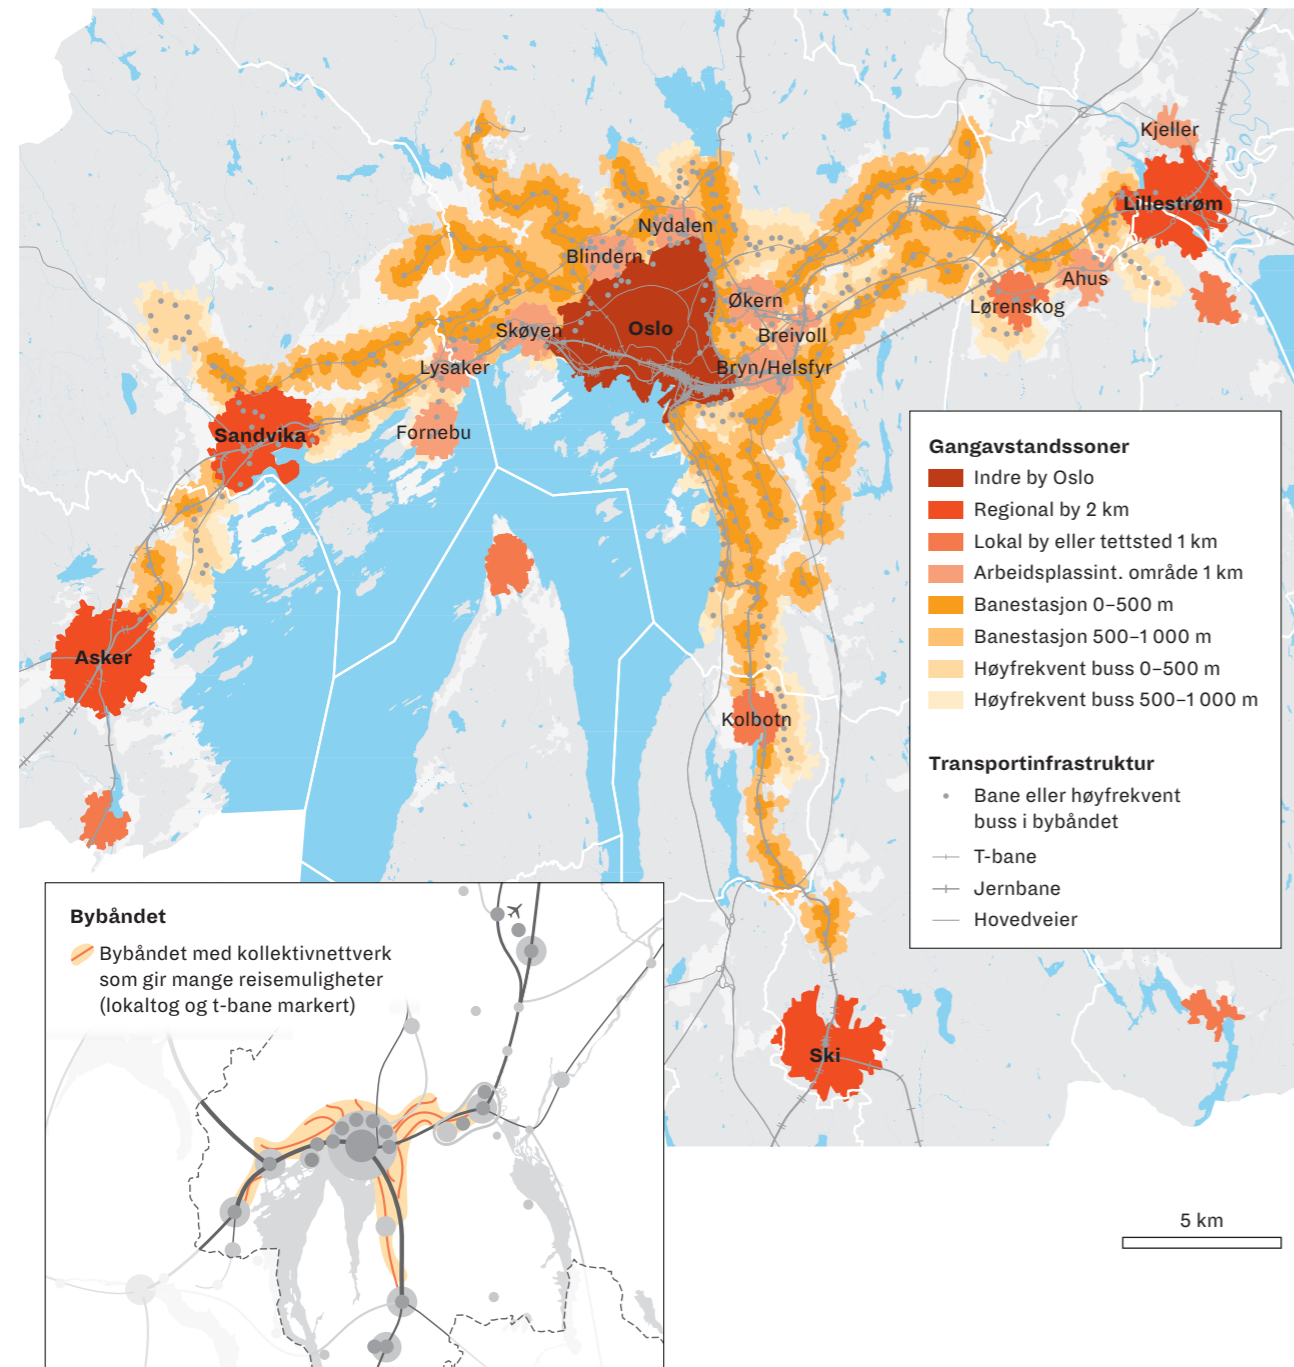 Kjeller
Lillestrøm
Nydalen
Blindern
Ahus
Økern
Lørenskog
Skøyen
Oslo
Breivoll
Lysaker
Bryn/Helsfyr
Fornebu
Sandvika
Asker
Kolbotn
Ski
Gangavstandssoner
Indre by Oslo
Regional by 2 km
Lokal by eller tettsted 1 km
Arbeidsplassint. område 1 km
Banestasjon 0–500 m
Banestasjon 500–1 000 m
Høyfrekvent buss 0–500 m
Høyfrekvent buss 500–1 000 m
Transportinfrastruktur
Bane eller høyfrekvent
buss i bybåndet
T-bane
Jernbane
Hovedveier
Bybåndet
Bybåndet med kollektivnettverk
som gir mange reisemuligheter
(lokaltog og t-bane markert)
5 km